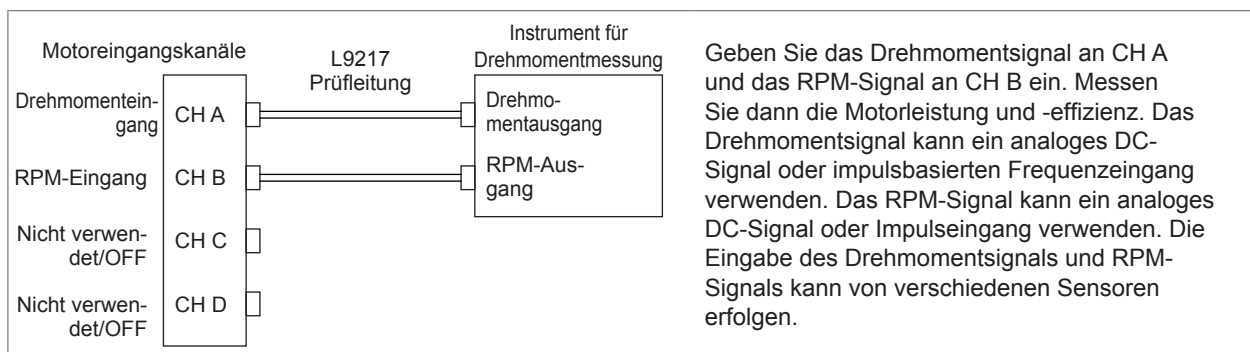 Motoreingangskanäle
L9217
Prüfleitung
Instrument für
Drehmomentmessung
Drehmomentein-
gang
CH A
Drehmo-
mentausgang
RPM-Eingang
CH B
RPM-Aus-
gang
Nicht verwen-
det/OFF
CH C
Nicht verwen-
det/OFF
CH D
Geben Sie das Drehmomentsignal an CH A
und das RPM-Signal an CH B ein. Messen
Sie dann die Motorleistung und -effizienz. Das
Drehmomentsignal kann ein analoges DC-
Signal oder impulsbasierten Frequenzeingang
verwenden. Das RPM-Signal kann ein analoges
DC-Signal oder Impulseingang verwenden. Die
Eingabe des Drehmomentsignals und RPM-
Signals kann von verschiedenen Sensoren
erfolgen.